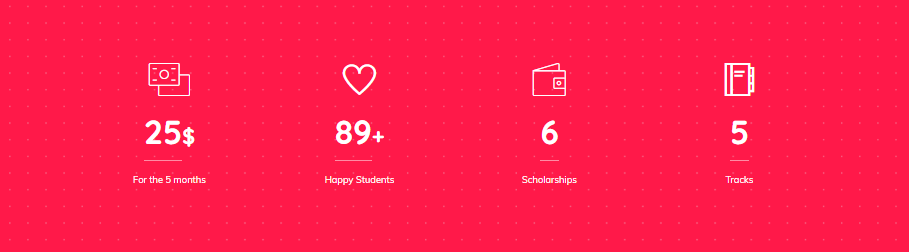 25$
89+
6
5
For the 5 months
Happy Students
Scholarships
Tracks